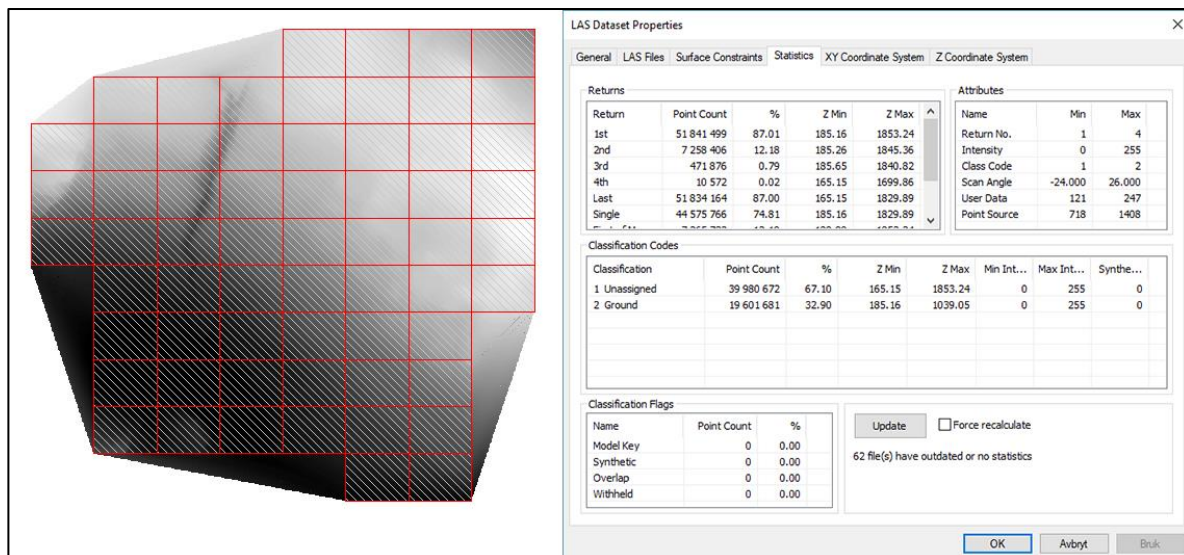 LAS Dataset Properties
General LAS Files Surface Constraints Statistics XY Coordinate System Z Coordinate System
Returns
Return Point Count % Z Min Z Max
1st 51 841 499 87.01 185.16 1853.24
2nd 7 258 406 12.18 185.26 1845.36
3rd 471 876 0.79 185.65 1840.82
4th 10 572 0.02 165.15 1699.86
Last 51 834 164 87.00 165.15 1829.89
Single 44 575 766 74.81 185.16 1829.89
Attributes
Name Min Max
Return No. 1 4
Intensity 0 255
Class Code 1 2
Scan Angle -24.000 26.000
User Data 121 247
Point Source 718 1408
Classification Codes
Classification Point Count % Z Min Z Max Min Int... Max Int... Synthe...
1 Unassigned 39 980 672 67.10 165.15 1853.24 0 255 0
2 Ground 19 601 681 32.90 185.16 1039.05 0 255 0
Classification Flags
Name Point Count %
Model Key 0 0.00
Synthetic 0 0.00
Overlap 0 0.00
Withheld 0 0.00
Update Force recalculate
62 file(s) have outdated or no statistics
OK Avbryt Bruk